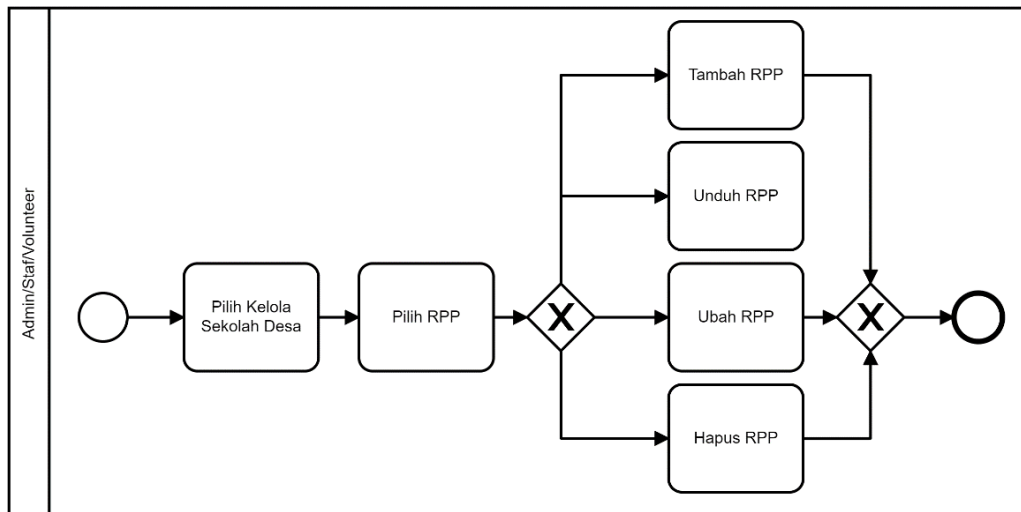 Admin/Staf/Volunteer
Pilih Kelola
Sekolah Desa
Pilih RPP
X
Tambah RPP
Unduh RPP
Ubah RPP
Hapus RPP
X